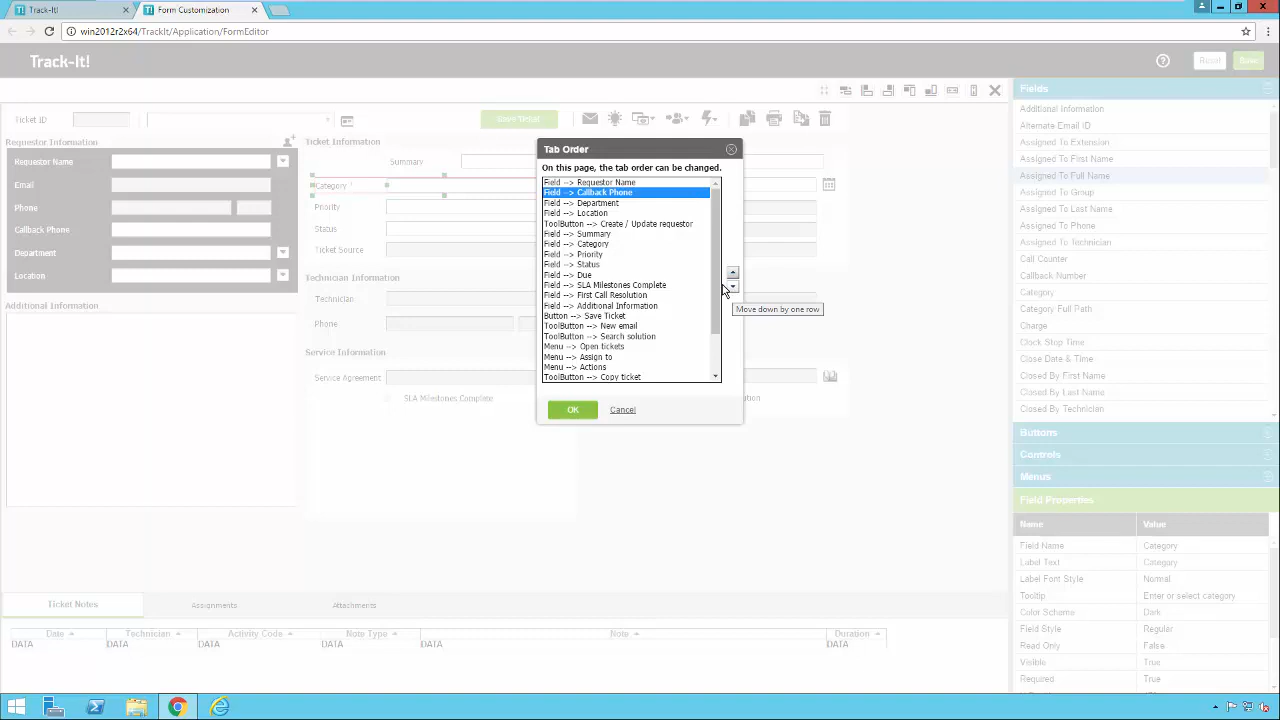 Track-It!
Form Customization
win2012r2x64/TrackIt/Application/FormEditor
Track-It!
Reset
Save
Ticket ID
Save Ticket
Requestor Information
Requestor Name
Email
Phone
Callback Phone
Department
Location
Additional Information
Ticket Information
Summary
Category *
Priority
Status
Ticket Source
Technician Information
Technician
Phone
Service Information
Service Agreement
SLA Milestones Complete
Tab Order
On this page, the tab order can be changed.
Field --> Requestor Name
Field --> Callback Phone
Field --> Department
Field --> Location
ToolButton --> Create / Update requestor
Field --> Summary
Field --> Category
Field --> Priority
Field --> Status
Field --> Due
Field --> SLA Milestones Complete
Field --> First Call Resolution
Field --> Additional Information
Button --> Save Ticket
ToolButton --> New email
ToolButton --> Search solution
Menu --> Open tickets
Menu --> Assign to
Menu --> Actions
ToolButton --> Copy ticket
Move down by one row
OK
Cancel
Fields
Additional Information
Alternate Email ID
Assigned To Extension
Assigned To First Name
Assigned To Full Name
Assigned To Group
Assigned To Last Name
Assigned To Phone
Assigned To Technician
Call Counter
Callback Number
Category
Category Full Path
Charge
Clock Stop Time
Close Date & Time
Closed By First Name
Closed By Last Name
Closed By Technician
Buttons
Controls
Menus
Field Properties
Name Value
Field Name Category
Label Text Category
Label Font Style Normal
Tooltip Enter or select category
Color Scheme Dark
Field Style Regular
Read Only False
Visible True
Required True
Ticket Notes
Assignments
Attachments
Date Technician Activity Code Note Type Note Duration
DATA DATA DATA DATA DATA DATA